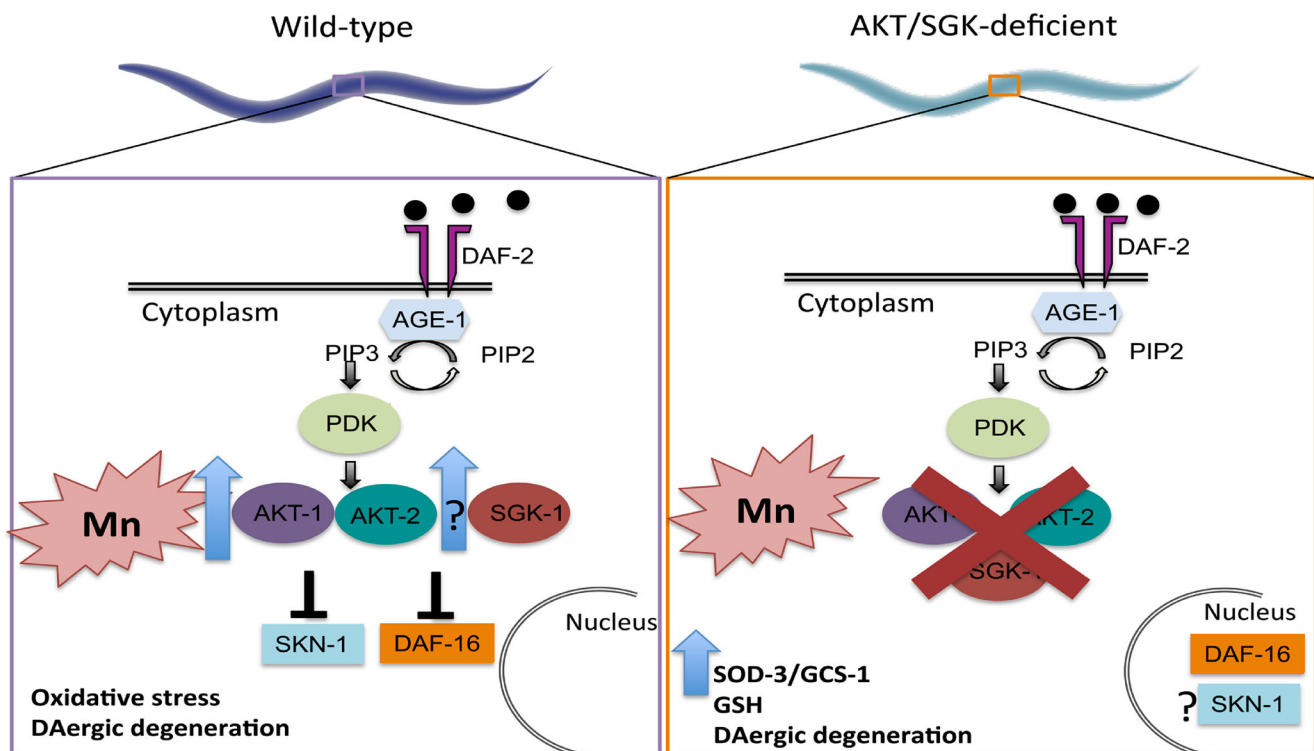 Wild-type
AKT/SGK-deficient
DAF-2
Cytoplasm
AGE-1
PIP3
PIP2
PDK
Mn
AKT-1
AKT-2
?
SGK-1
SKN-1
DAF-16
Nucleus
Oxidative stress
DAergic degeneration
DAF-2
Cytoplasm
AGE-1
PIP3
PIP2
PDK
Mn
Nucleus
DAF-16
? SKN-1
SOD-3/GCS-1
GSH
DAergic degeneration